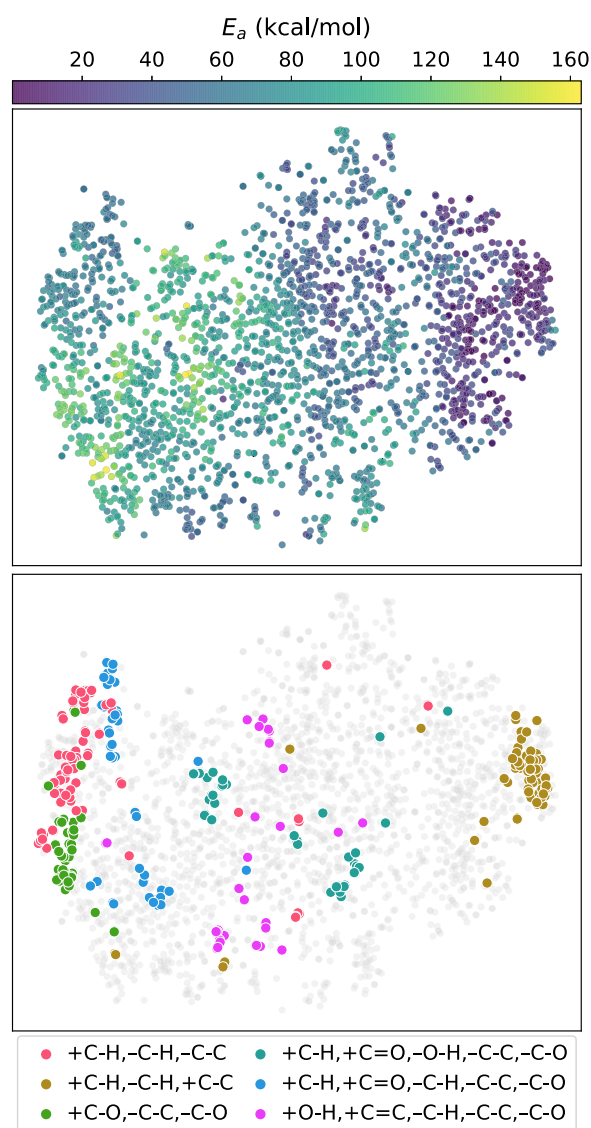 E_a (kcal/mol)
20 40 60 80 100 120 140 160
+C-H,−C-H,−C-C
+C-H,−C-H,+C-C
+C-O,−C-C,−C-O
+C-H,+C=O,−O-H,−C-C,−C-O
+C-H,+C=O,−C-H,−C-C,−C-O
+O-H,+C=C,−C-H,−C-C,−C-O